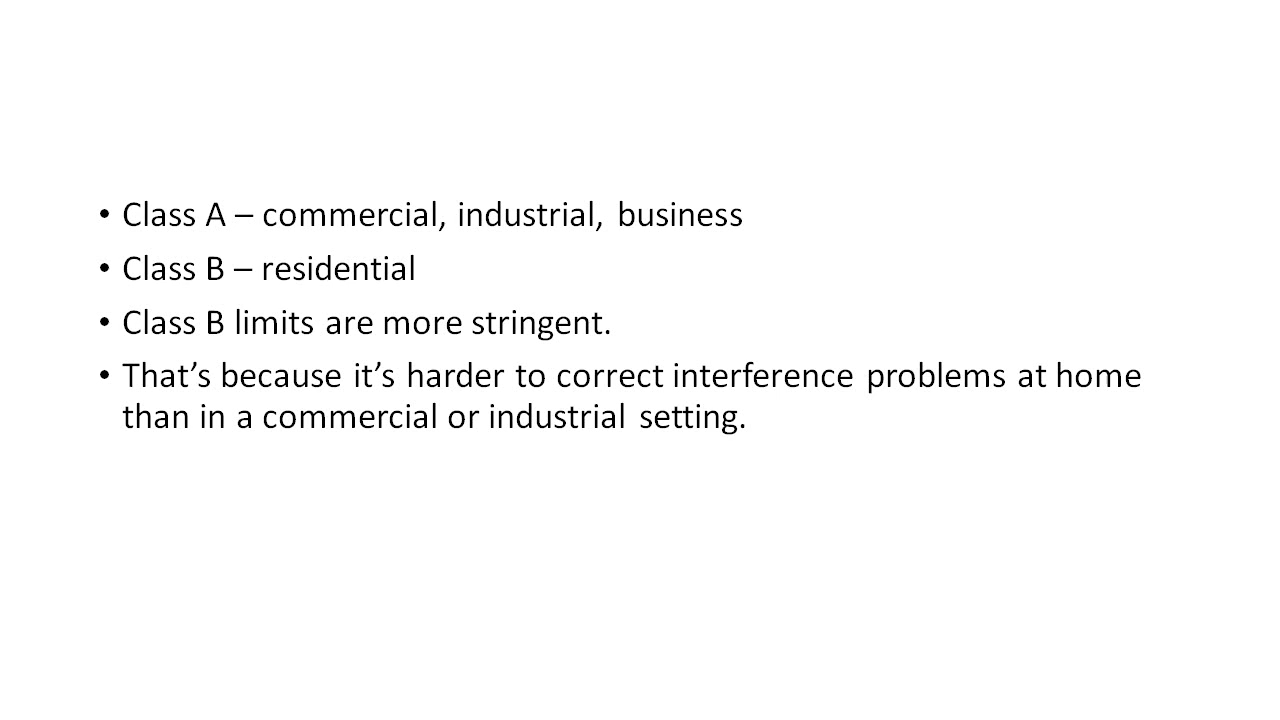 • Class A – commercial, industrial, business
• Class B – residential
• Class B limits are more stringent.
• That’s because it’s harder to correct interference problems at home
than in a commercial or industrial setting.